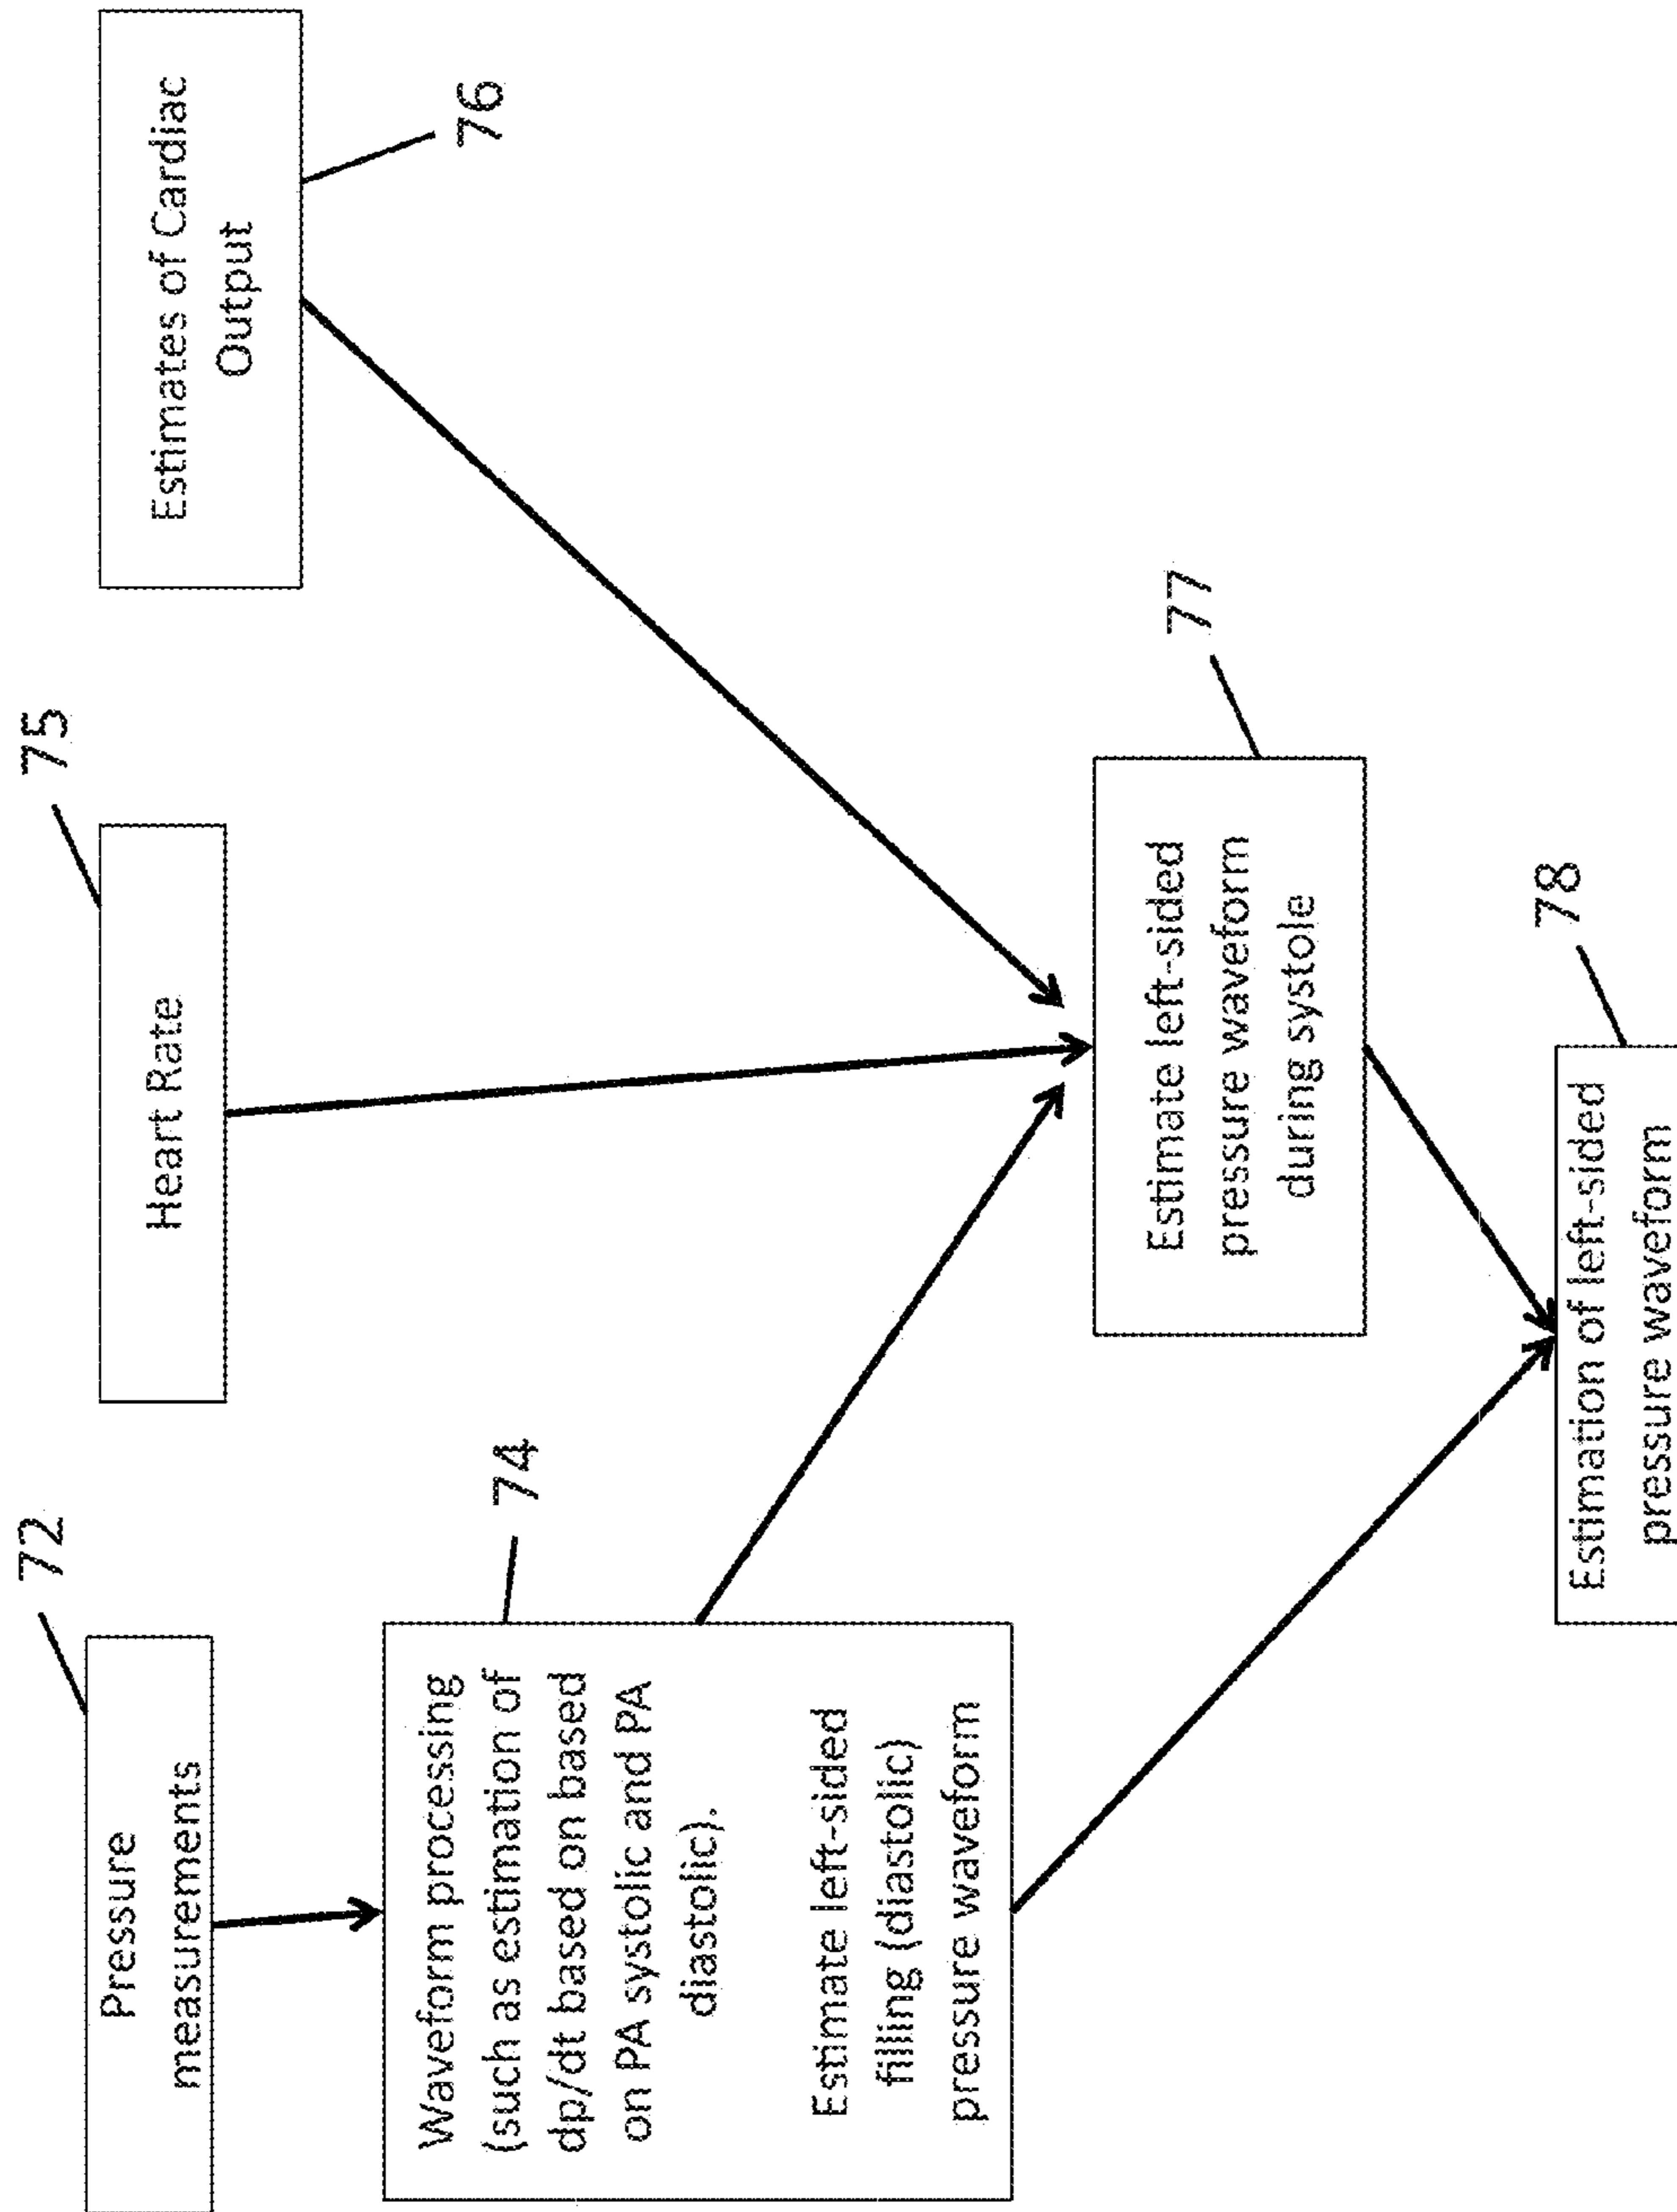 72
Pressure
measurements
74
Waveform processing
(such as estimation of
dp/dt based on based
on PA systolic and PA
diastolic).
Estimate left-sided
filling (diastolic)
pressure waveform
75
Heart Rate
Estimates of Cardiac
Output
76
77
Estimate left-sided
pressure waveform
during systole
78
Estimation of left-sided
pressure waveform